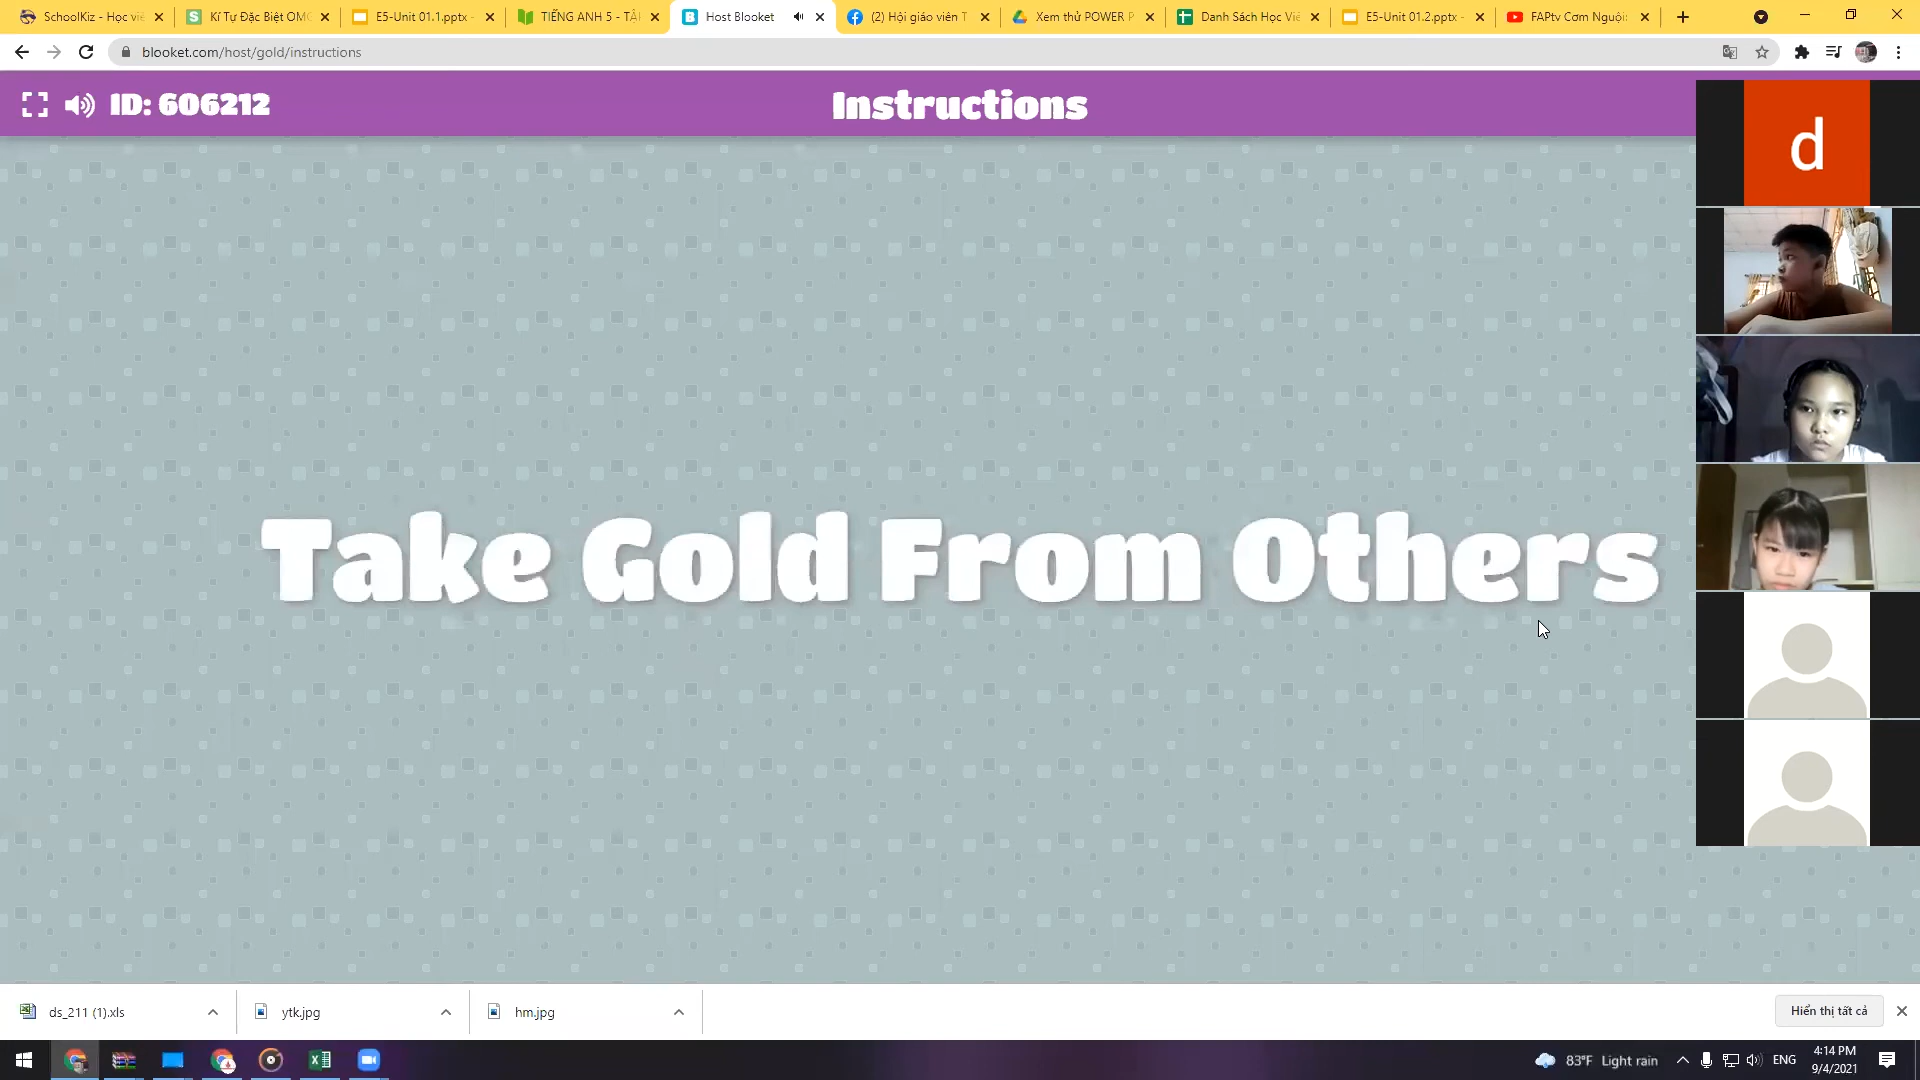 SchoolKiz - Học viê
Kí Tự Đặc Biệt OMG
E5-Unit 01.1.pptx -
TIẾNG ANH 5 - TÀI
Host Blooket
(2) Hội giáo viên T
Xem thử POWER P
Danh Sách Học Viê
E5-Unit 01.2.pptx -
FAPtv Cơm Nguội:
blooket.com/host/gold/instructions
ID: 606212
Instructions
d
Take Gold From Others
ds_211 (1).xls
ytk.jpg
hm.jpg
Hiển thị tất cả
83°F Light rain
ENG
4:14 PM
9/4/2021